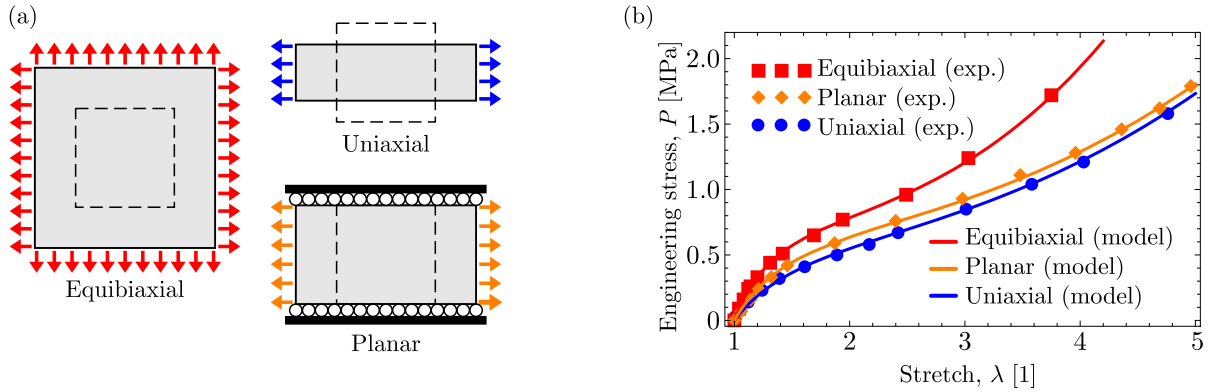 (a)
Equibiaxial
Uniaxial
Planar
(b)
Engineering stress, P [MPa]
2.0
1.5
1.0
0.5
0
Equibiaxial (exp.)
Planar (exp.)
Uniaxial (exp.)
Equibiaxial (model)
Planar (model)
Uniaxial (model)
1 2 3 4 5
Stretch, λ [1]